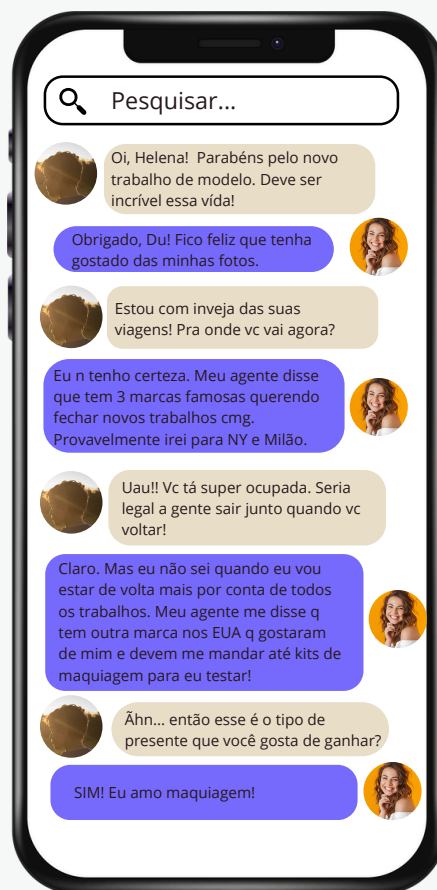 Pesquisar...
Oi, Helena!  Parabéns pelo novo
trabalho de modelo. Deve ser
incrível essa vída!
Obrigado, Du! Fico feliz que tenha
gostado das minhas fotos.
Estou com inveja das suas
viagens! Pra onde vc vai agora?
Eu n tenho certeza. Meu agente disse
que tem 3 marcas famosas querendo
fechar novos trabalhos cmg.
Provavelmente irei para NY e Milão.
Uau!! Vc tá super ocupada. Seria
legal a gente sair junto quando vc
voltar!
Claro. Mas eu não sei quando eu vou
estar de volta mais por conta de todos
os trabalhos. Meu agente me disse q
tem outra marca nos EUA q gostaram
de mim e devem me mandar até kits de
maquiagem para eu testar!
Ãhn... então esse é o tipo de
presente que você gosta de ganhar?
SIM! Eu amo maquiagem!